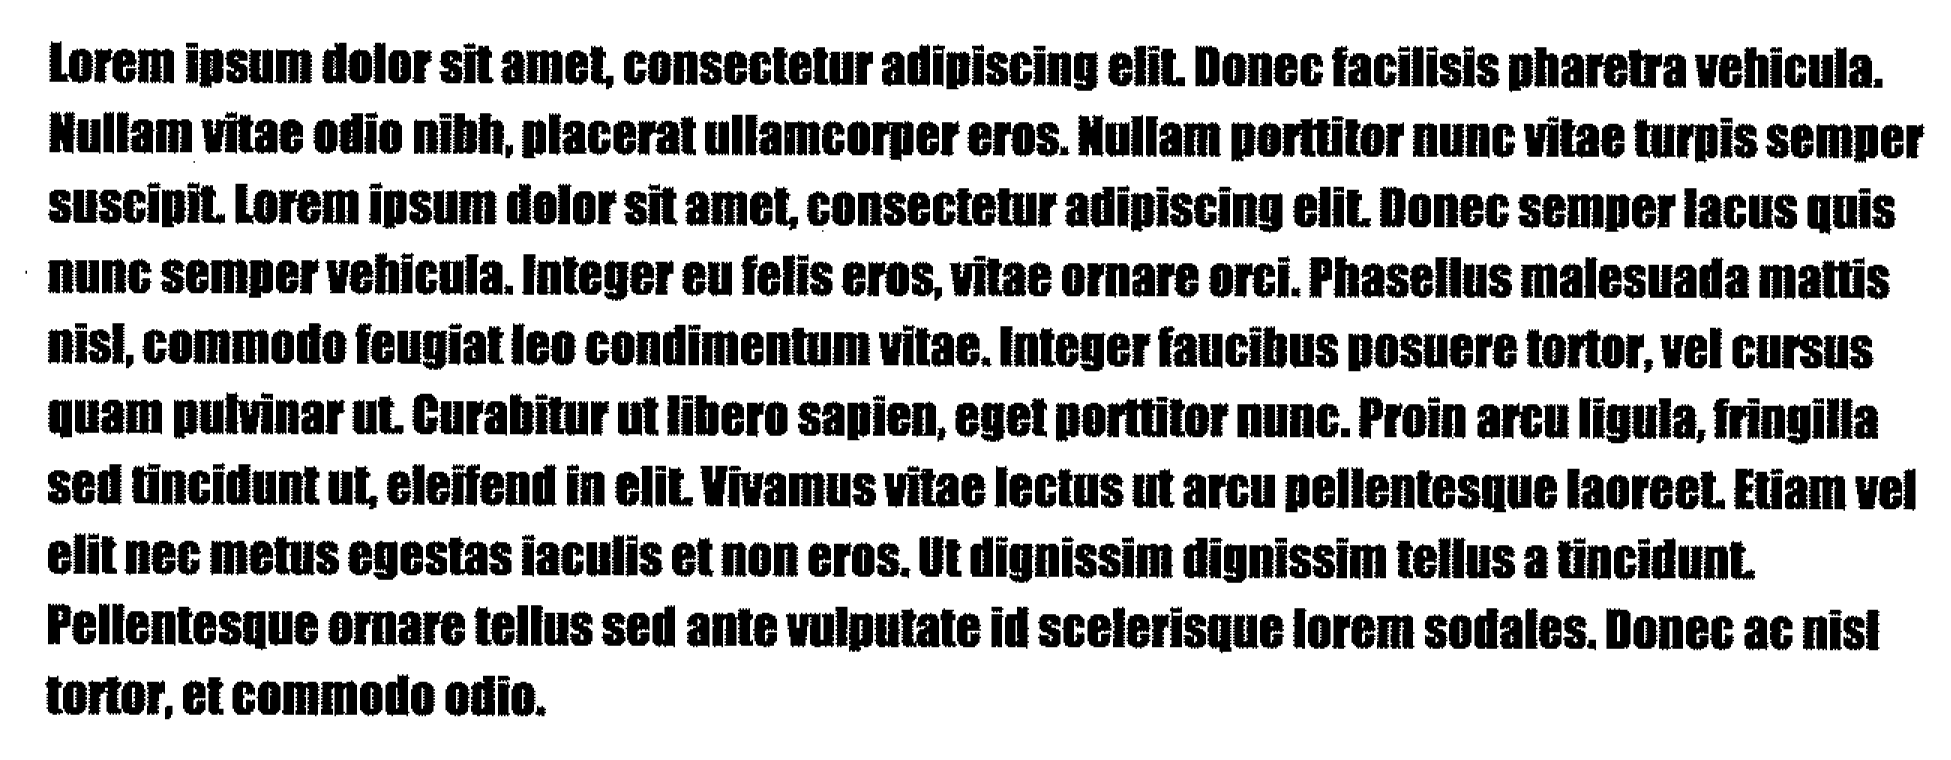 Lorem ipsum dolor sit amet, consectetur adipiscing elit. Donec facilisis pharetra vehicula.
Nullam vitae odio nibh, placerat ullamcorper eros. Nullam porttitor nunc vitae turpis semper
suscipit. Lorem ipsum dolor sit amet, consectetur adipiscing elit. Donec semper lacus quis
nunc semper vehicula. Integer eu felis eros, vitae ornare orci. Phasellus malesuada mattis
nisl, commodo feugiat leo condimentum vitae. Integer faucibus posuere tortor, vel cursus
quam pulvinar ut. Curabitur ut libero sapien, eget porttitor nunc. Proin arcu ligula, fringilla
sed tincidunt ut, eleifend in elit. Vivamus vitae lectus ut arcu pellentesque laoreet. Etiam vel
elit nec metus egestas iaculis et non eros. Ut dignissim dignissim tellus a tincidunt.
Pellentesque ornare tellus sed ante vulputate id scelerisque lorem sodales. Donec ac nisl
tortor, et commodo odio.